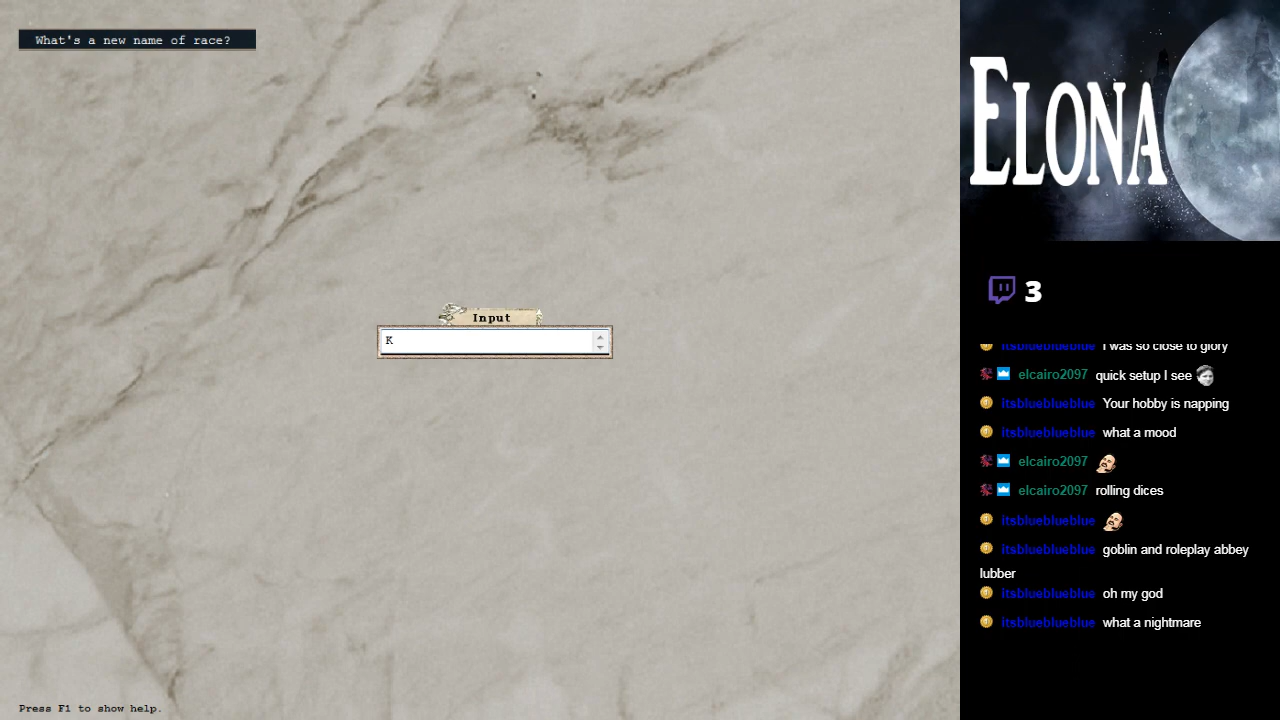 What's a new name of race?
Input
K
Press F1 to show help.
ELONA
3
itsblueblueblue I was so close to glory
elcairo2097 quick setup I see
itsblueblueblue Your hobby is napping
itsblueblueblue what a mood
elcairo2097
elcairo2097 rolling dices
itsblueblueblue
itsblueblueblue goblin and roleplay abbey
lubber
itsblueblueblue oh my god
itsblueblueblue what a nightmare